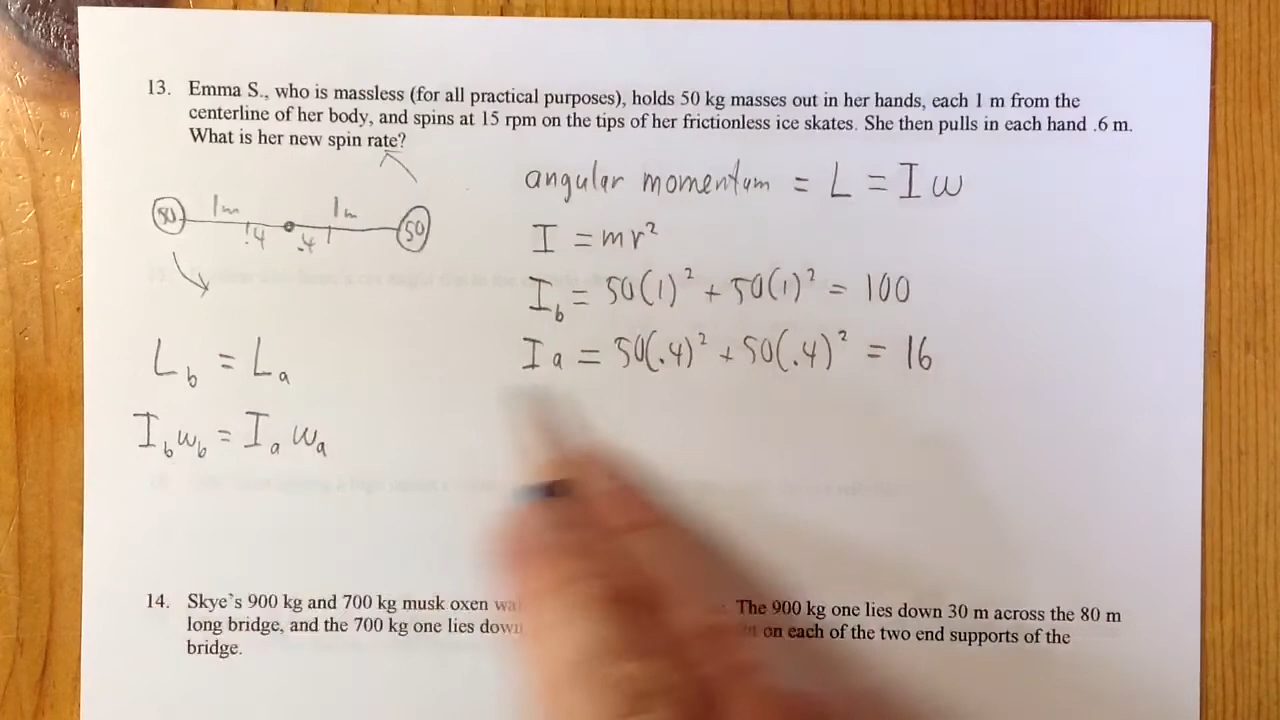 13. Emma S., who is massless (for all practical purposes), holds 50 kg masses out in her hands, each 1 m from the
centerline of her body, and spins at 15 rpm on the tips of her frictionless ice skates. She then pulls in each hand .6 m.
What is her new spin rate?
angular momentum = L = I ω
1m 1m
50 .4 .4 50
I = mr²
I_b = 50(1)² + 50(1)² = 100
I_a = 50(.4)² + 50(.4)² = 16
L_b = L_a
I_b ω_b = I_a ω_a
14. Skye's 900 kg and 700 kg musk oxen The 900 kg one lies down 30 m across the 80 m
long bridge, and the 700 kg one lies down on each of the two end supports of the
bridge.